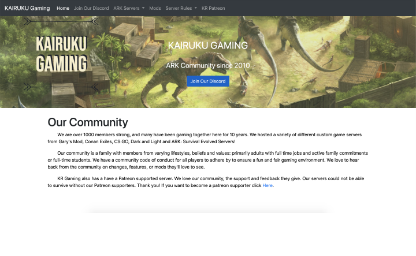 KAIRUKU Gaming Home Join Our Discord ARK Servers Mods Server Rules KR Patreon
KAIRUKU
GAMING
KAIRUKU GAMING
ARK Community since 2010
Join Our Discord
Our Community
We are over 1000 members strong, and many have been gaming together here for 10 years. We hosted a variety of different custom game servers
from Gary's Mod, Conan Exiles, CS:GO, Dark and Light and ARK: Survival Evolved Servers!
Our community is a family with members from varying lifestyles, beliefs and values; primarily adults with full time jobs and active family commitments
or full-time students. We have a community code of conduct for all players to adhere by to ensure a fun and fair gaming environment. We love to hear
back from the community on changes, features, or mods they'll love to see.
KR Gaming also has a have a Patreon supported server. We love our community, the support and feedback they give. Our servers could not be able
to survive without our Patreon supporters. Thank you! If you want to become a patreon supporter click Here.